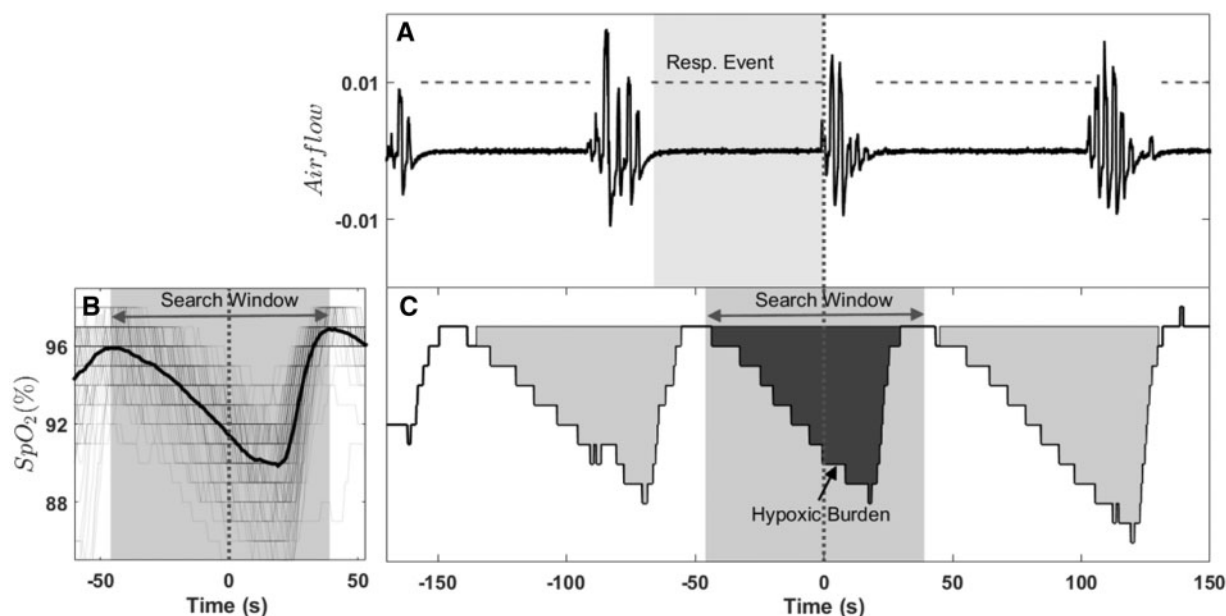 A
Resp. Event
0.01
-0.01
Airflow
B
Search Window
96
92
88
SpO₂(%)
-50 0 50
Time (s)
C
Search Window
Hypoxic Burden
-150 -100 -50 0 50 100 150
Time (s)